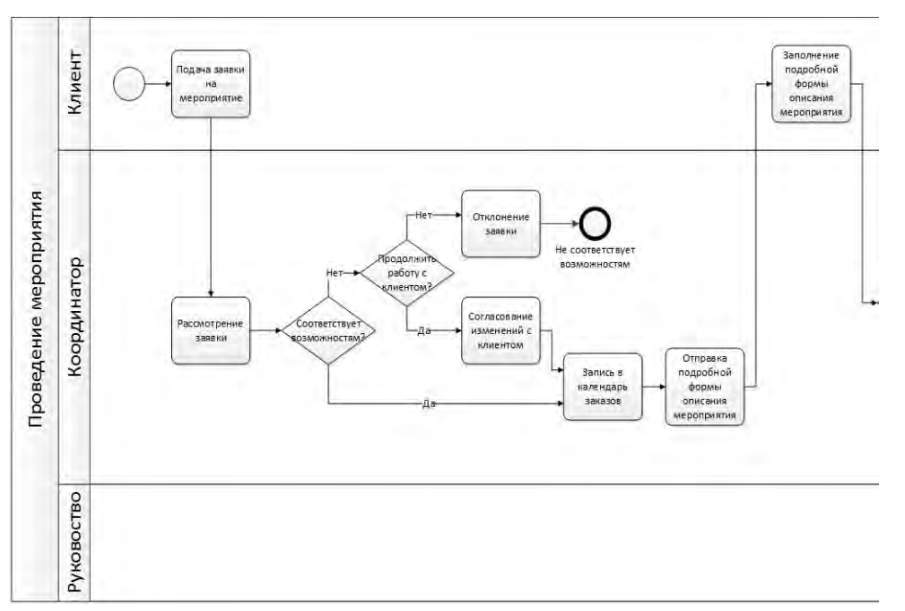 Проведение мероприятия
Клиент
Подача заявки
на
мероприятие
Заполнение
подробной
формы
описания
мероприятия
Координатор
Нет
Отклонение
заявки
Не соответствует
возможностям
Продолжить
работу с
клиентом?
Нет
Рассмотрение
заявки
Соответствует
возможностям?
Да
Согласование
изменений с
клиентом
Запись в
календарь
заказов
Отправка
подробной
формы
описания
мероприятия
Да
Руковоство